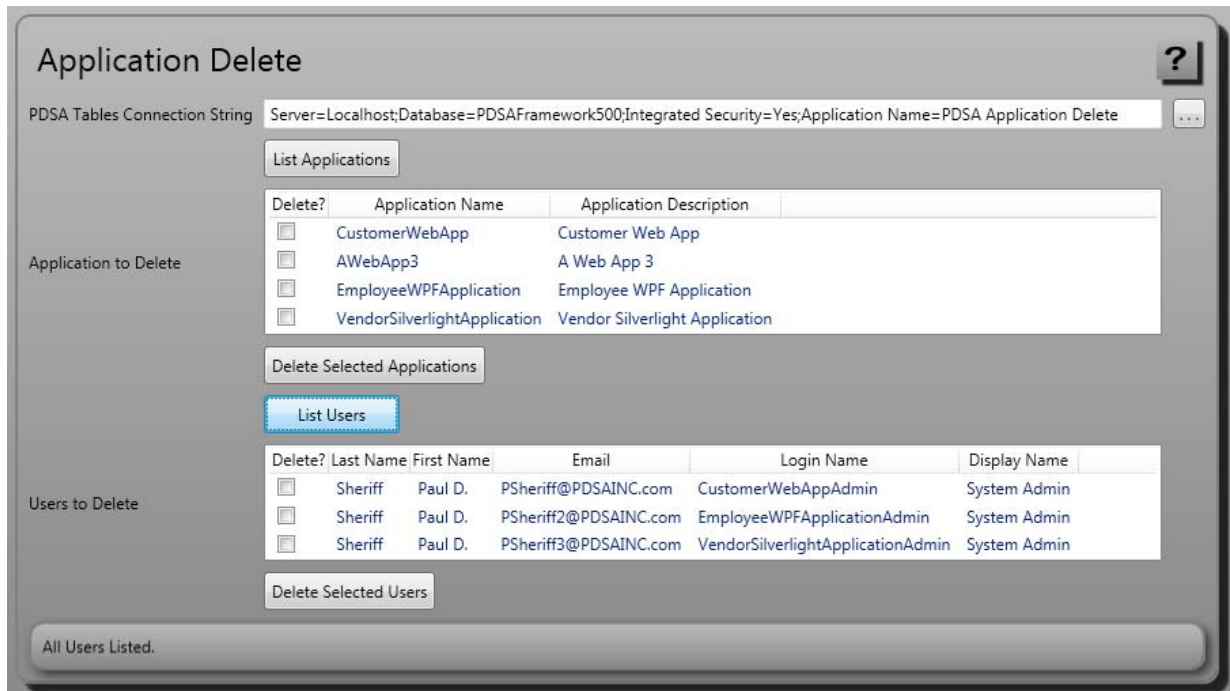 Application Delete
?
PDSA Tables Connection String Server=Localhost;Database=PDSAFramework500;Integrated Security=Yes;Application Name=PDSA Application Delete ...
List Applications
Delete? Application Name Application Description
CustomerWebApp Customer Web App
Application to Delete
AWebApp3 A Web App 3
EmployeeWPFApplication Employee WPF Application
VendorSilverlightApplication Vendor Silverlight Application
Delete Selected Applications
List Users
Delete? Last Name First Name Email Login Name Display Name
Sheriff Paul D. PSheriff@PDSAINC.com CustomerWebAppAdmin System Admin
Users to Delete
Sheriff Paul D. PSheriff2@PDSAINC.com EmployeeWPFApplicationAdmin System Admin
Sheriff Paul D. PSheriff3@PDSAINC.com VendorSilverlightApplicationAdmin System Admin
Delete Selected Users
All Users Listed.